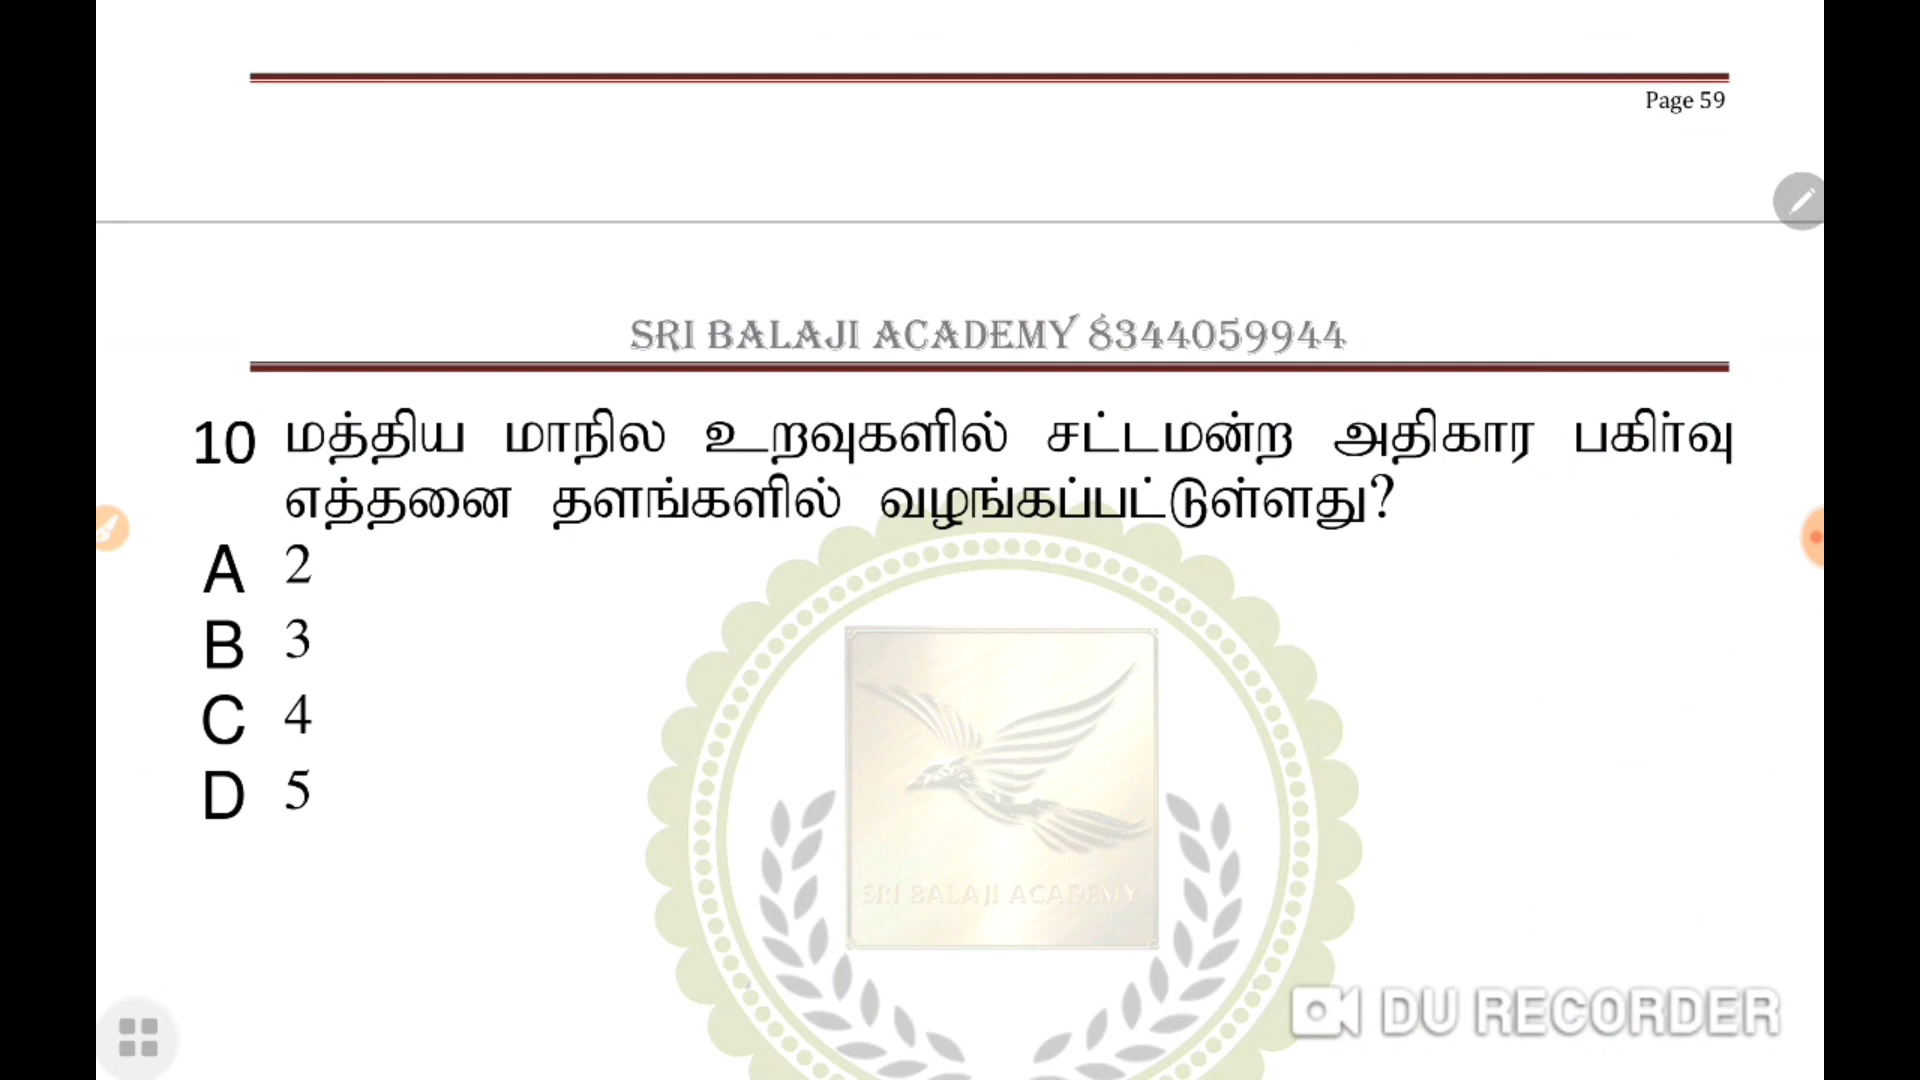 Page 59
SRI BALAJI ACADEMY 8344059944
10 மத்திய மாநில உறவுகளில் சட்டமன்ற அதிகார பகிர்வு
எத்தனை தளங்களில் வழங்கப்பட்டுள்ளது?
A 2
B 3
C 4
D 5
SRI BALAJI ACADEMY
DU RECORDER